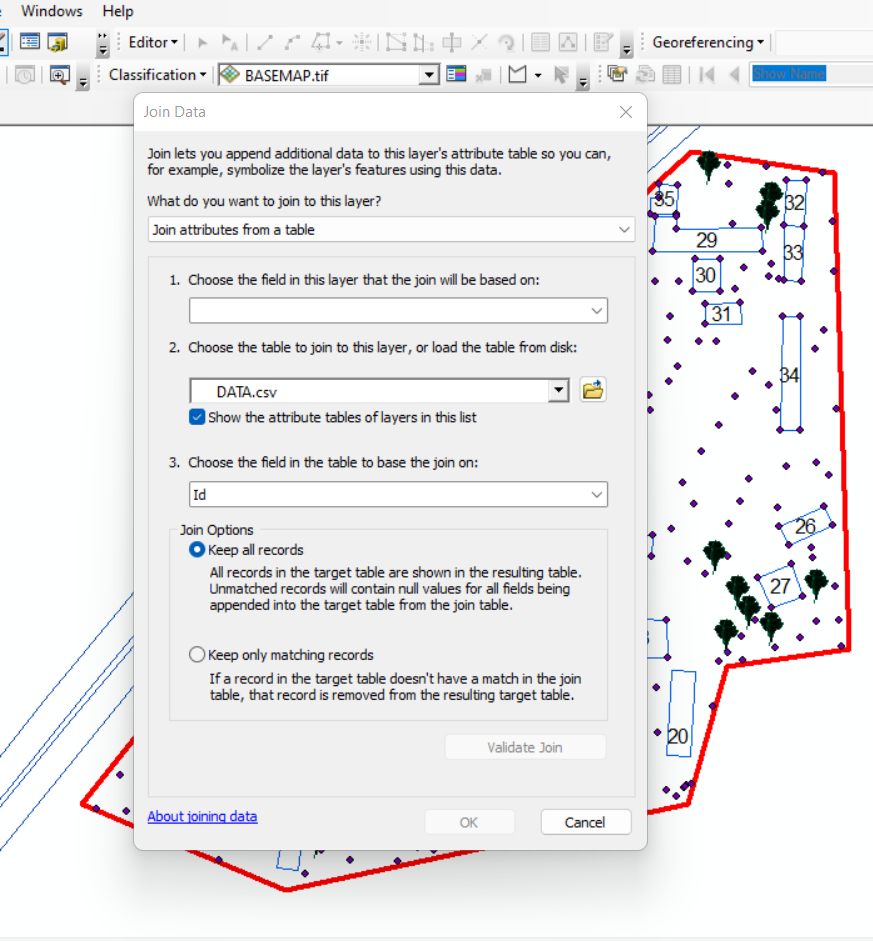 Windows Help
Editor
Georeferencing
Classification
BASEMAP.tif
Show Name
Join Data
Join lets you append additional data to this layer's attribute table so you can,
for example, symbolize the layer's features using this data.
What do you want to join to this layer?
Join attributes from a table
1. Choose the field in this layer that the join will be based on:
2. Choose the table to join to this layer, or load the table from disk:
DATA.csv
Show the attribute tables of layers in this list
3. Choose the field in the table to base the join on:
Id
Join Options
Keep all records
All records in the target table are shown in the resulting table.
Unmatched records will contain null values for all fields being
appended into the target table from the join table.
Keep only matching records
If a record in the target table doesn't have a match in the join
table, that record is removed from the resulting target table.
Validate Join
About joining data
OK
Cancel
35
32
29
33
30
31
34
26
27
20